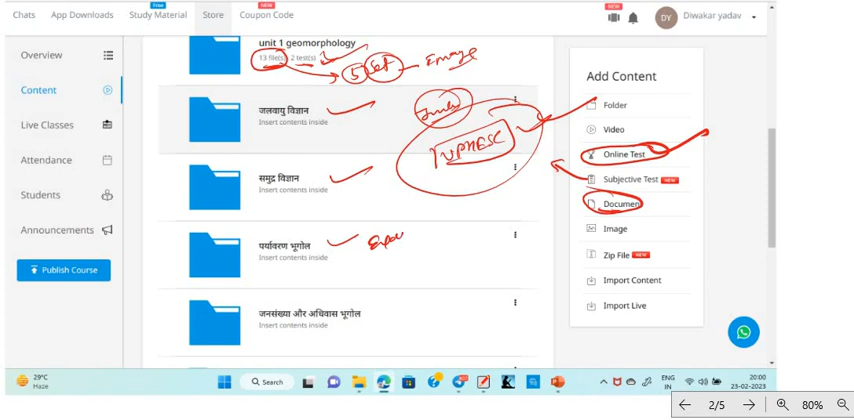 Chats App Downloads Free Study Material Store NEW Coupon Code NEW DY Diwakar yadav
Overview
Content
Live Classes
Attendance
Students
Announcements
Publish Course
unit 1 geomorphology
13 file(s), 2 test(s)
5 Set
जलवायु विज्ञान
Insert contents inside
UPHESC
समुद्र विज्ञान
Insert contents inside
पर्यावरण भूगोल
Insert contents inside
जनसंख्या और अधिवास भूगोल
Insert contents inside
Add Content
Folder
Video
Online Test
Subjective Test NEW
Documen
Image
Zip File NEW
Import Content
Import Live
29°C
Haze
Search
ENG
IN
20:00
23-02-2023
2/5 80%